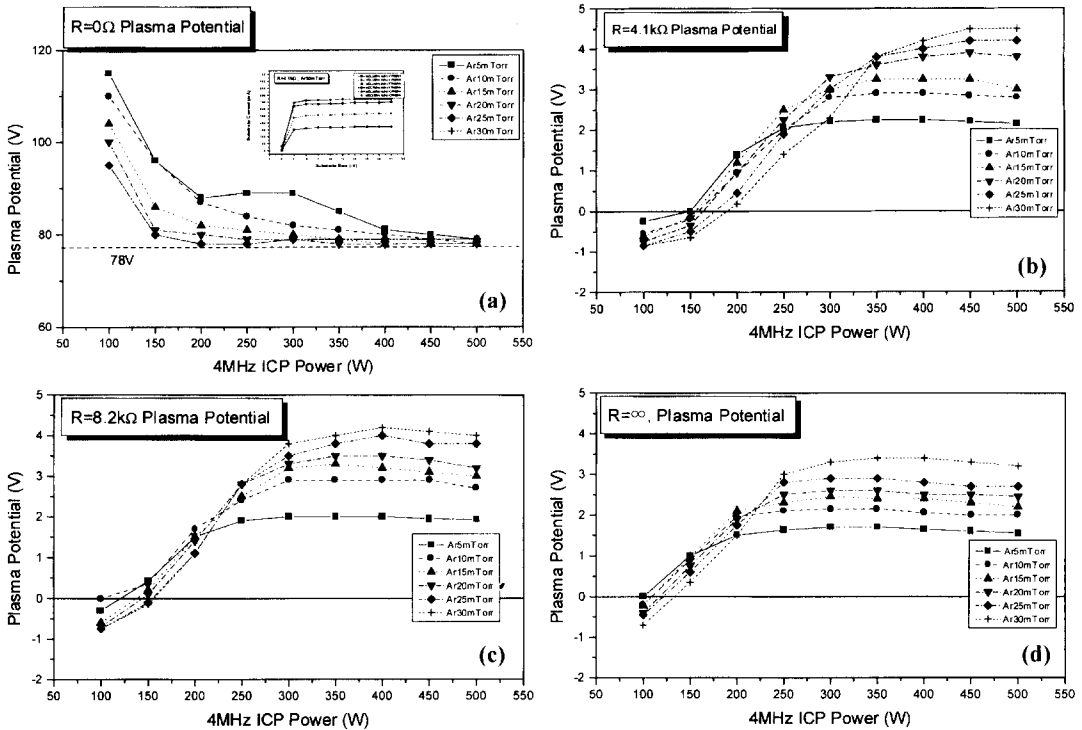 R=0Ω Plasma Potential
120
100
80
60
Plasma Potential (V)
Ar5mTorr
Ar10mTorr
Ar15mTorr
Ar20mTorr
Ar25mTorr
Ar30mTorr
78V
(a)
50 100 150 200 250 300 350 400 450 500 550
4MHz ICP Power (W)
R=4.1kΩ Plasma Potential
5
4
3
2
1
0
-1
-2
Plasma Potential (V)
Ar5mTorr
Ar10mTorr
Ar15mTorr
Ar20mTorr
Ar25mTorr
Ar30mTorr
(b)
50 100 150 200 250 300 350 400 450 500 550
4MHz ICP Power (W)
R=8.2kΩ Plasma Potential
5
4
3
2
1
0
-1
-2
Plasma Potential (V)
Ar5mTorr
Ar10mTorr
Ar15mTorr
Ar20mTorr
Ar25mTorr
Ar30mTorr
(c)
50 100 150 200 250 300 350 400 450 500 550
4MHz ICP Power (W)
R=∞, Plasma Potential
5
4
3
2
1
0
-1
-2
Plasma Potential (V)
Ar5mTorr
Ar10mTorr
Ar15mTorr
Ar20mTorr
Ar25mTorr
Ar30mTorr
(d)
50 100 150 200 250 300 350 400 450 500 550
4MHz ICP Power (W)